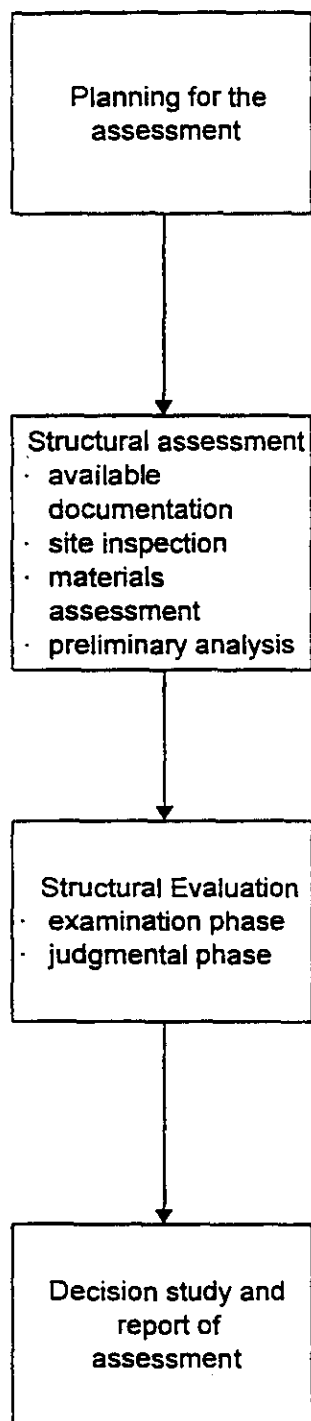 Planning for the
assessment
Structural assessment
· available
documentation
· site inspection
· materials
assessment
· preliminary analysis
Structural Evaluation
· examination phase
· judgmental phase
Decision study and
report of
assessment